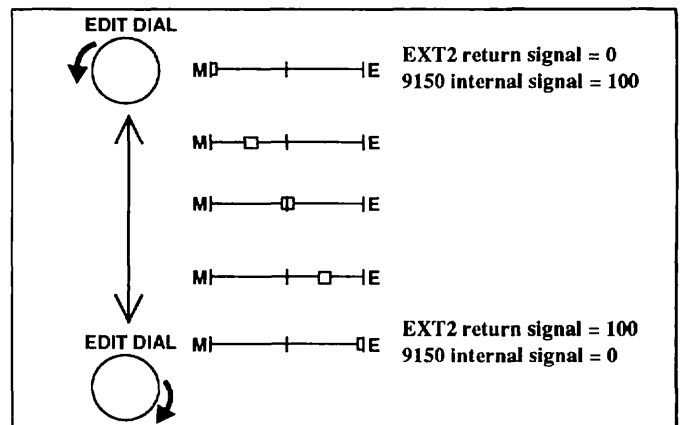 EDIT DIAL
M E EXT2 return signal = 0
9150 internal signal = 100
M E
M E
M E
EDIT DIAL M E EXT2 return signal = 100
9150 internal signal = 0